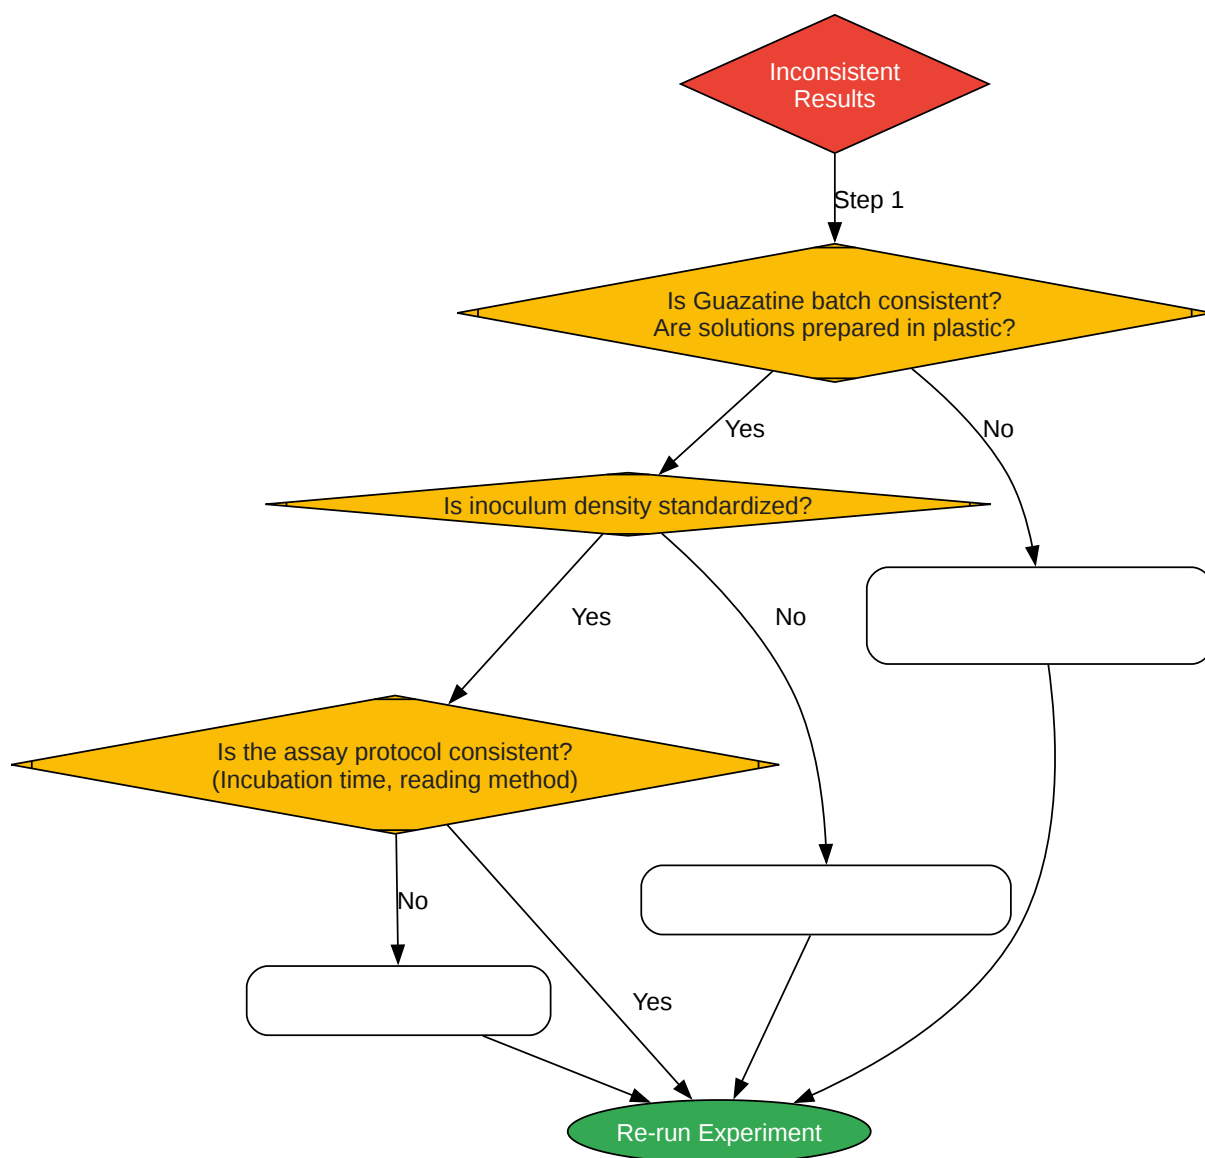 Inconsistent
Results
Step 1
Is Guazatine batch consistent?
Are solutions prepared in plastic?
Yes
No
Is inoculum density standardized?
Yes
No
Is the assay protocol consistent?
(Incubation time, reading method)
No
Yes
Re-run Experiment